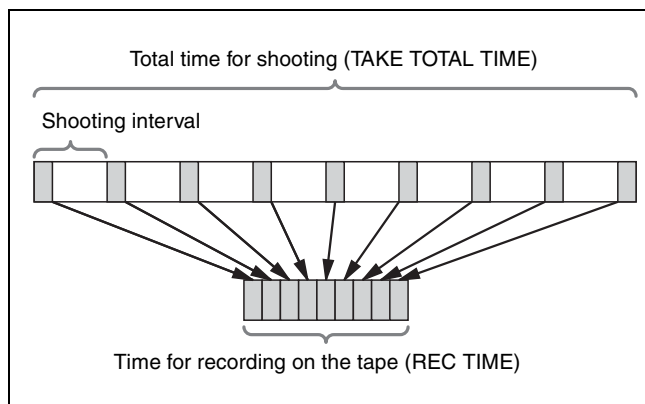 Total time for shooting (TAKE TOTAL TIME)
Shooting interval
Time for recording on the tape (REC TIME)